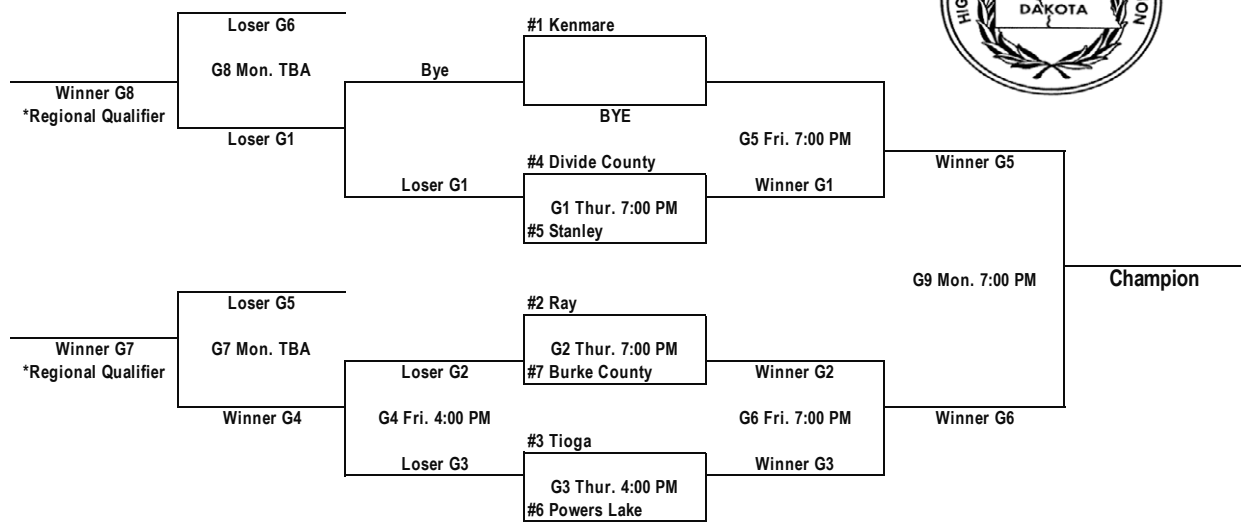 HIG
DAKOTA
ION
Loser G6
#1 Kenmare
G8 Mon. TBA
Bye
Winner G8
*Regional Qualifier
BYE
Loser G1
G5 Fri. 7:00 PM
#4 Divide County
Winner G5
Loser G1
G1 Thur. 7:00 PM
Winner G1
#5 Stanley
G9 Mon. 7:00 PM
Champion
Loser G5
#2 Ray
Winner G7
*Regional Qualifier
G7 Mon. TBA
G2 Thur. 7:00 PM
Loser G2
#7 Burke County
Winner G2
Winner G4
G4 Fri. 4:00 PM
G6 Fri. 7:00 PM
Winner G6
#3 Tioga
Loser G3
Winner G3
G3 Thur. 4:00 PM
#6 Powers Lake